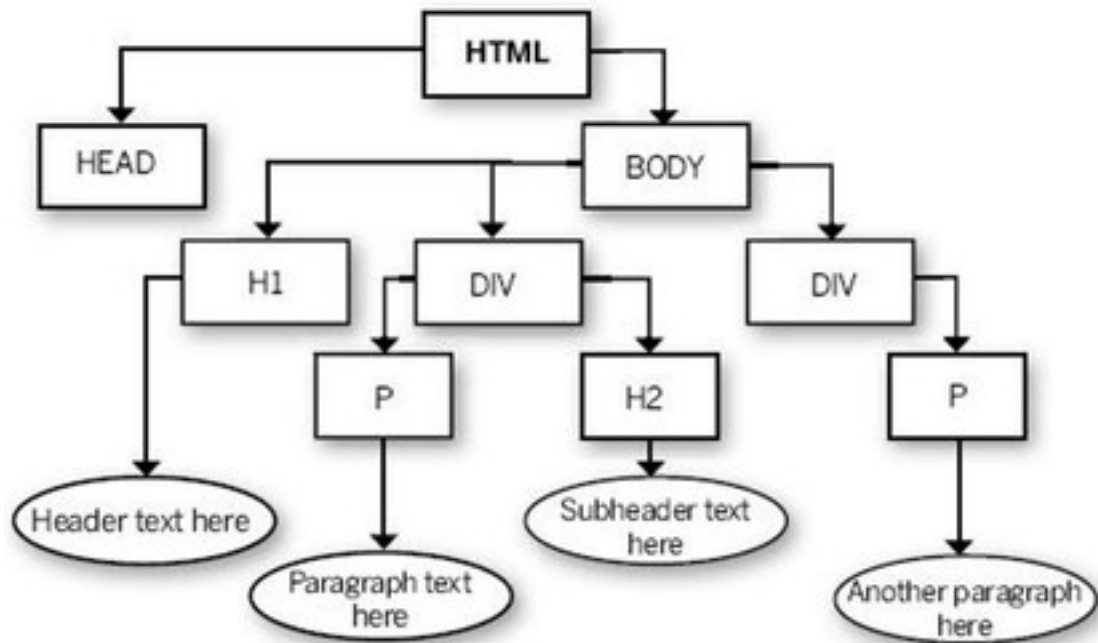 HTML
HEAD
BODY
H1
DIV
DIV
P
H2
P
Header text here
Subheader text
here
Paragraph text
here
Another paragraph
here